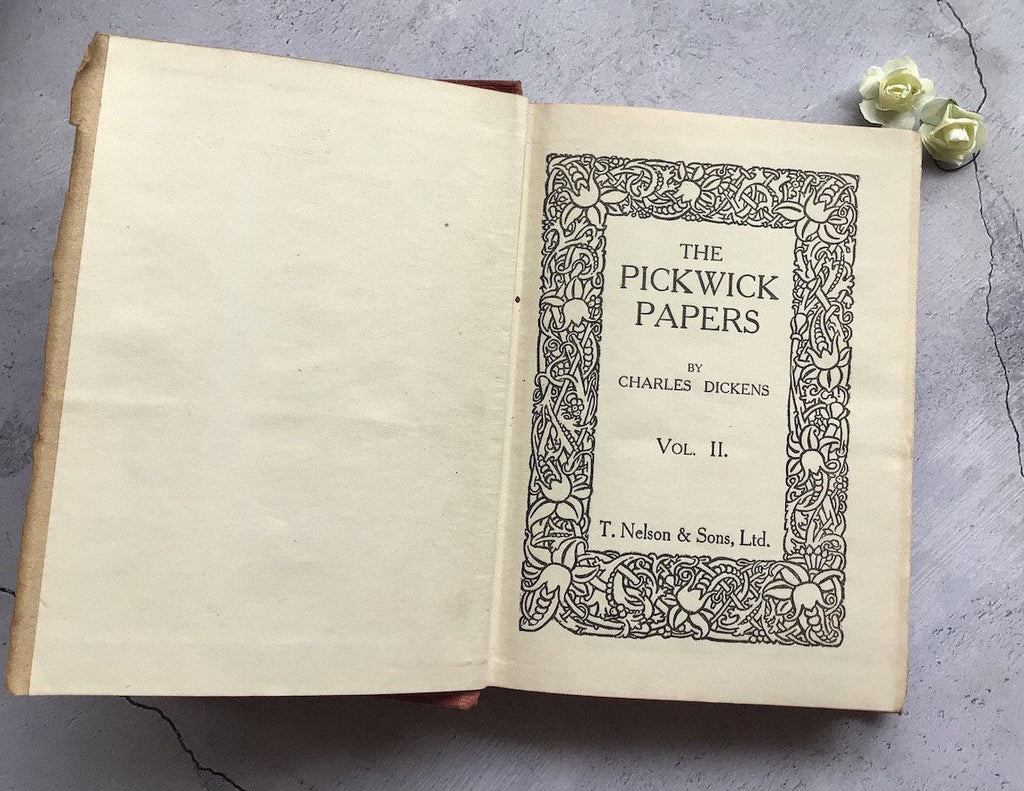 THE
PICKWICK
PAPERS
BY
CHARLES DICKENS
VOL. II.
T. Nelson & Sons, Ltd.